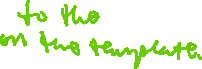 to the
on the template